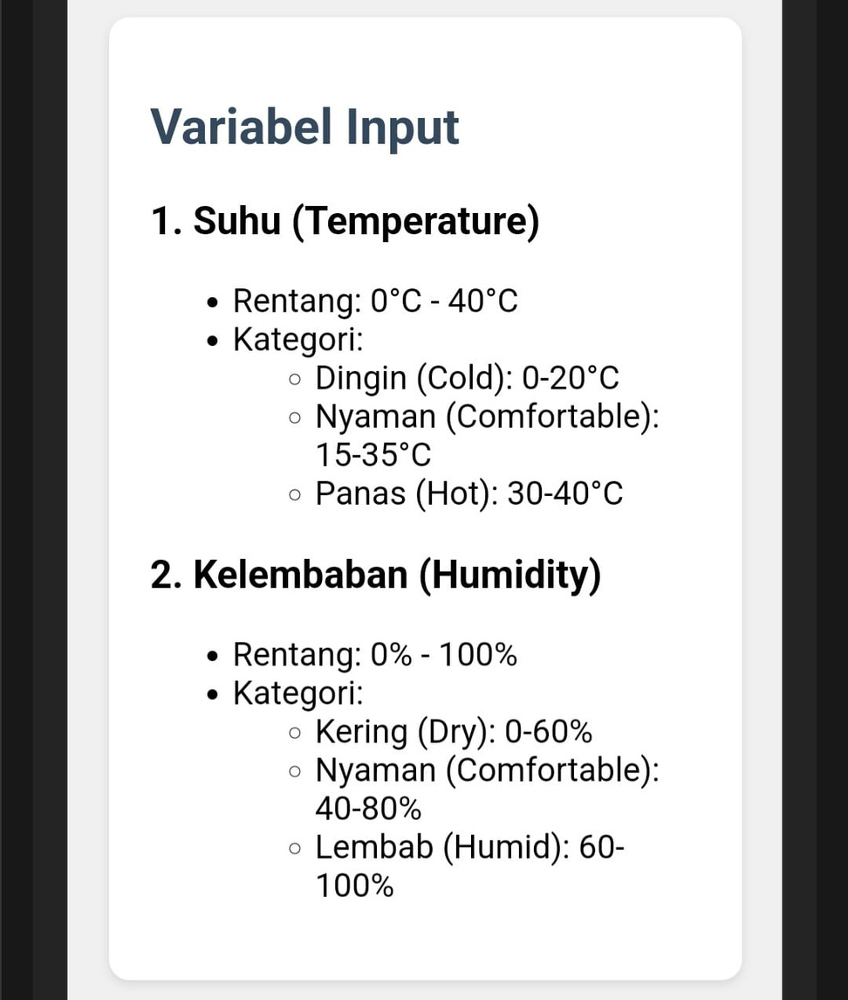 Variabel Input
1. Suhu (Temperature)
• Rentang: 0°C - 40°C
• Kategori:
○ Dingin (Cold): 0-20°C
○ Nyaman (Comfortable):
15-35°C
○ Panas (Hot): 30-40°C
2. Kelembaban (Humidity)
• Rentang: 0% - 100%
• Kategori:
○ Kering (Dry): 0-60%
○ Nyaman (Comfortable):
40-80%
○ Lembab (Humid): 60-
100%